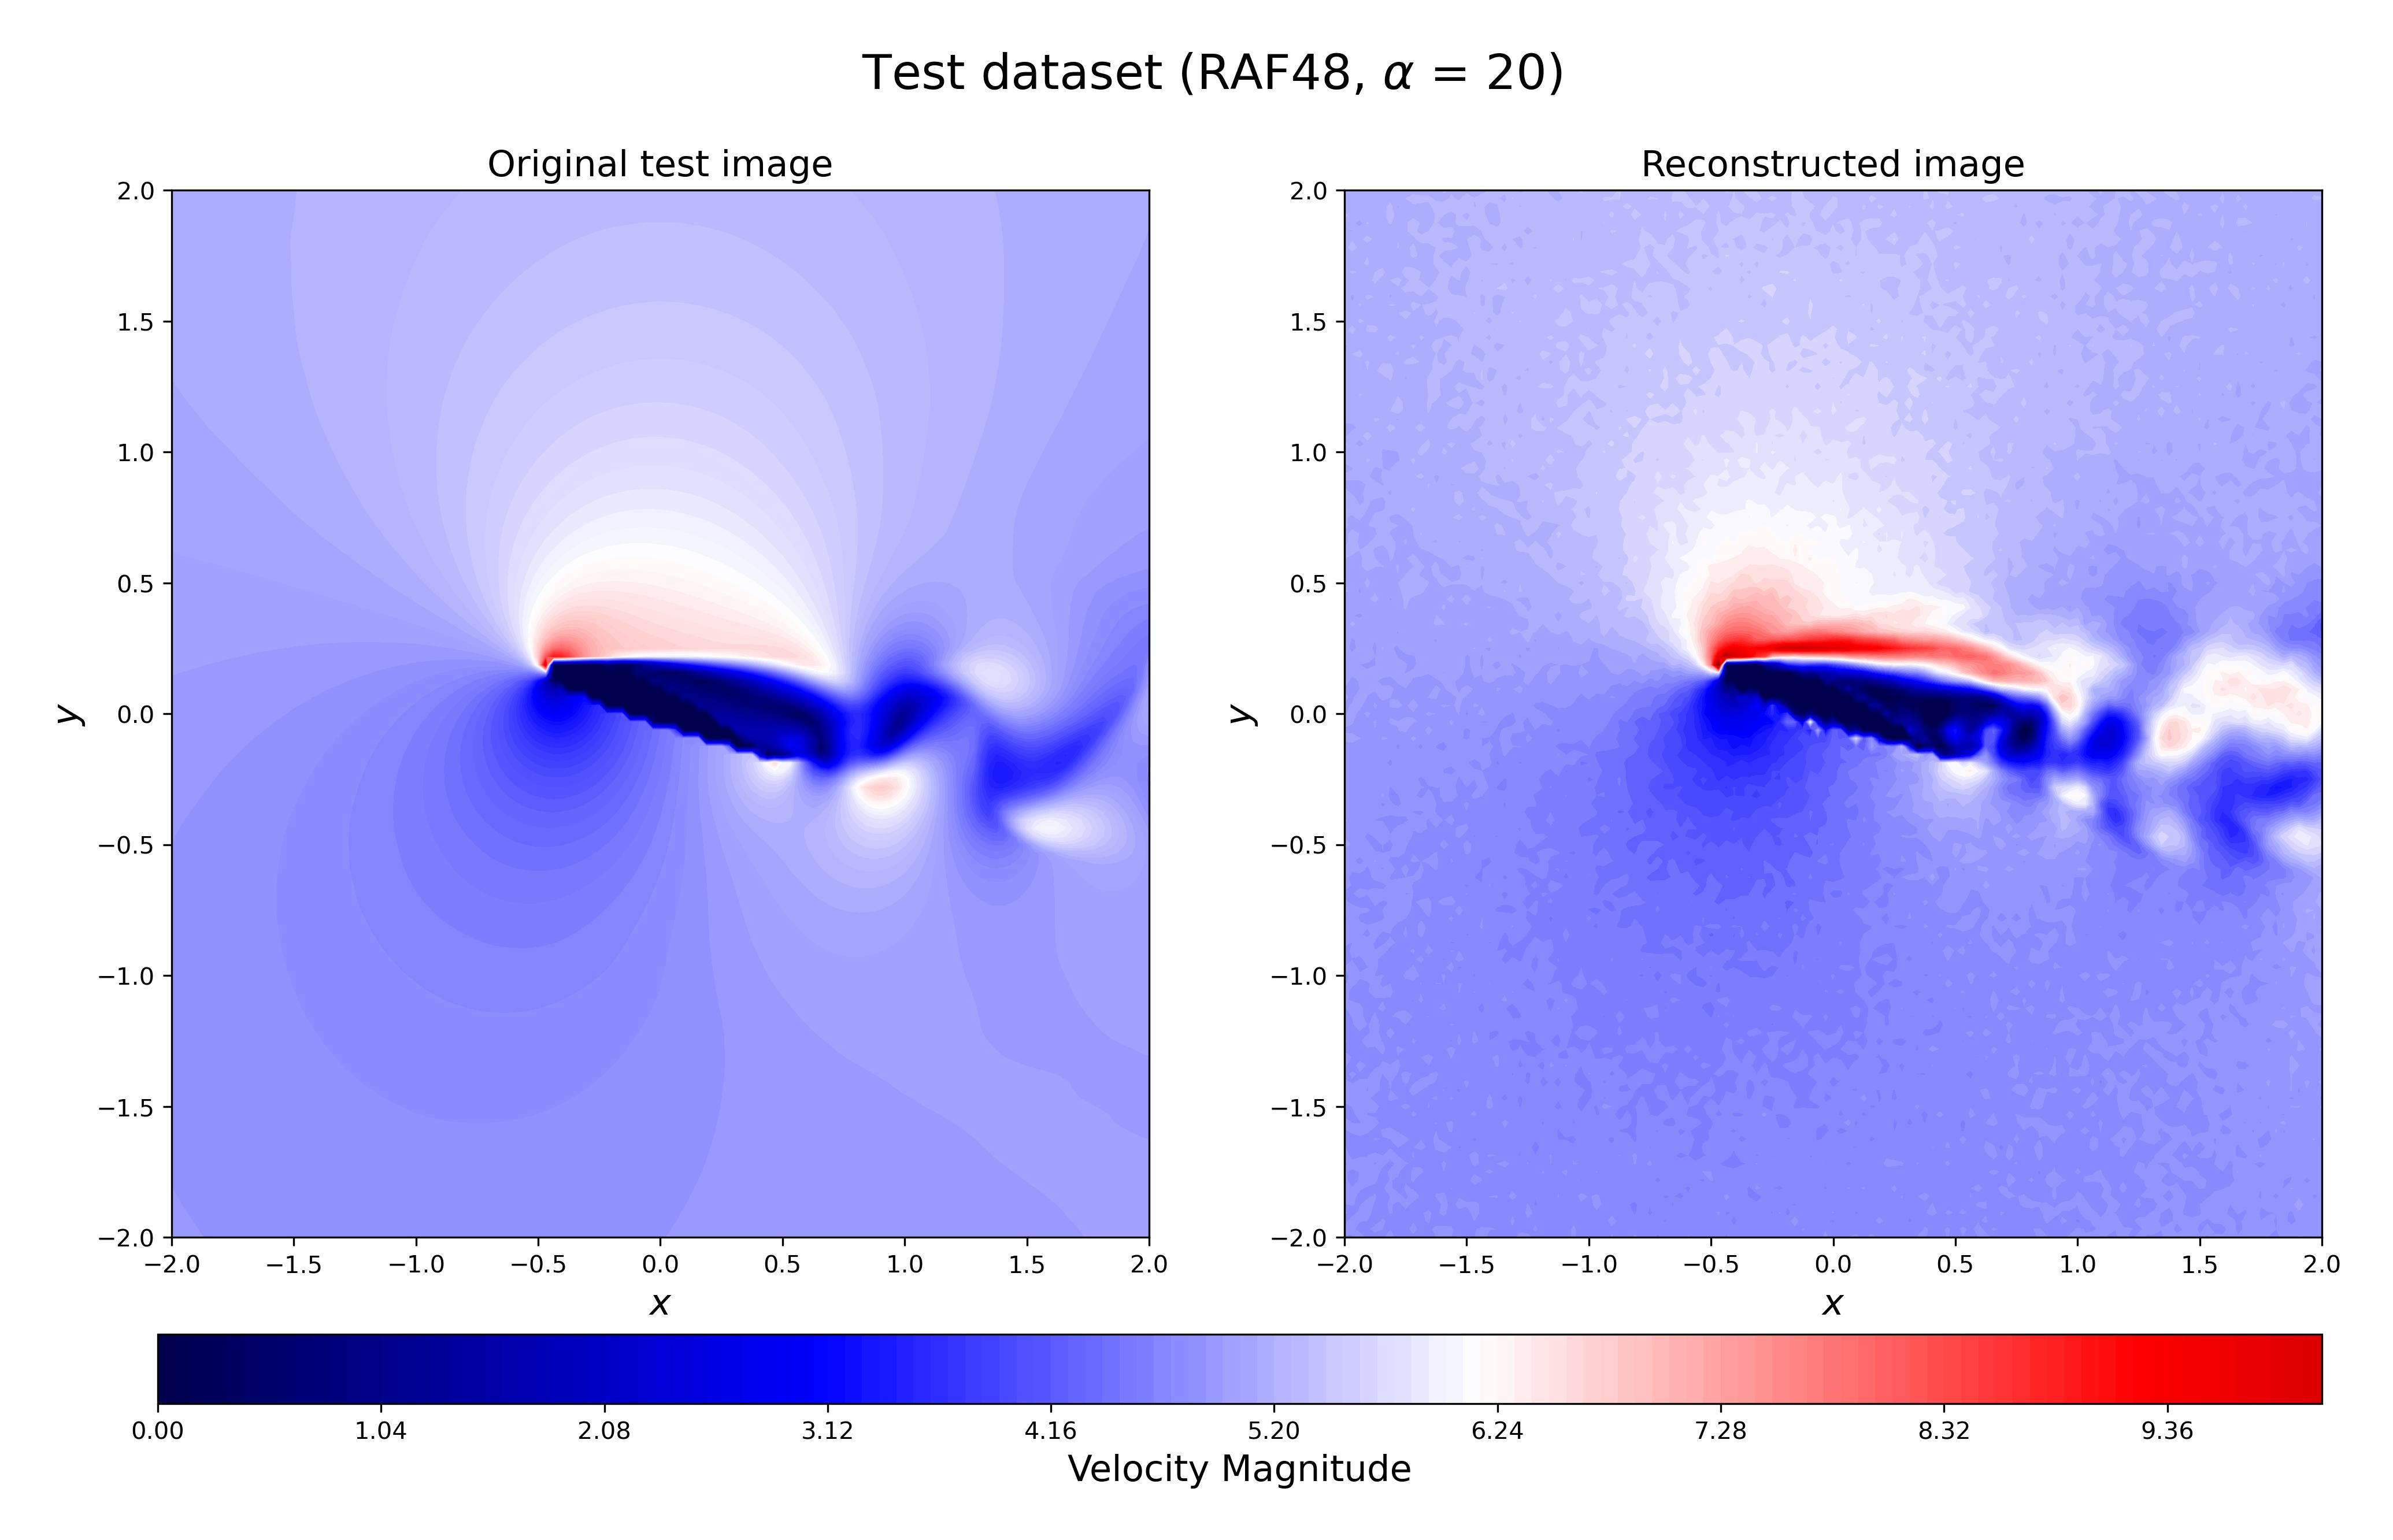 Test dataset (RAF48, α = 20)
Original test image
2.0
1.5
1.0
0.5
0.0
−0.5
−1.0
−1.5
−2.0
y
−2.0 −1.5 −1.0 −0.5 0.0 0.5 1.0 1.5 2.0
x
Reconstructed image
2.0
1.5
1.0
0.5
0.0
−0.5
−1.0
−1.5
−2.0
y
−2.0 −1.5 −1.0 −0.5 0.0 0.5 1.0 1.5 2.0
x
0.00 1.04 2.08 3.12 4.16 5.20 6.24 7.28 8.32 9.36
Velocity Magnitude